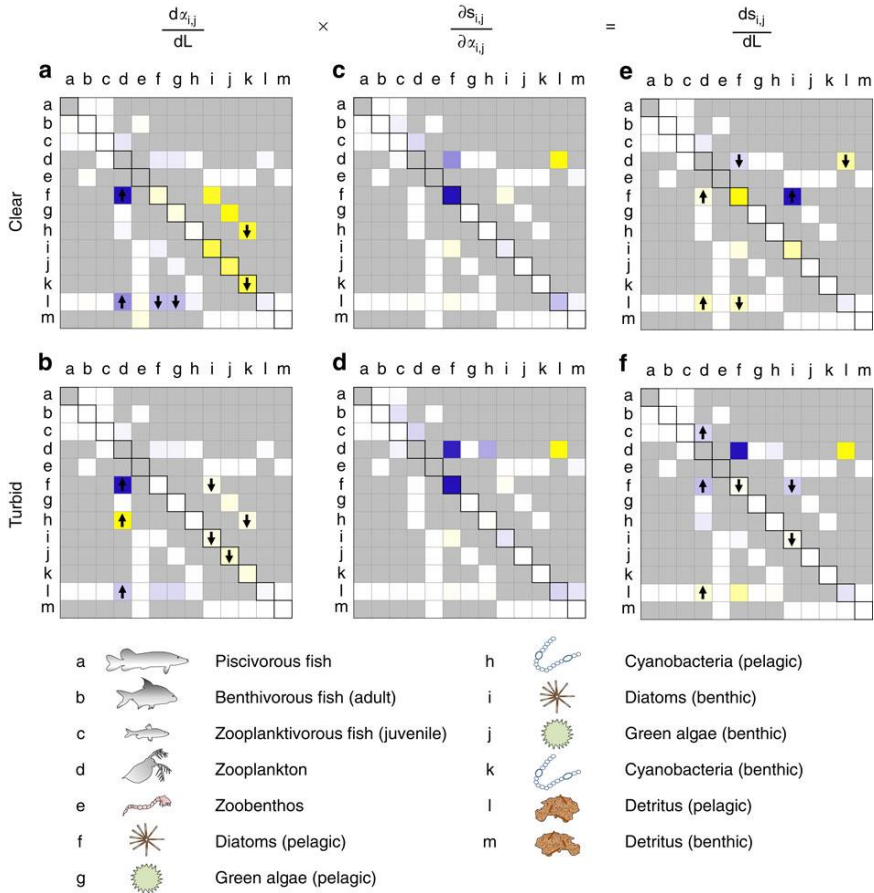 dα_{i,j} / dL × ∂s_{i,j} / ∂α_{i,j} = ds_{i,j} / dL
a c e
a b c d e f g h i j k l m a b c d e f g h i j k l m a b c d e f g h i j k l m
Clear
a a a
b b b
c c c
d d d
e e e
f f f
g g g
h h h
i i i
j j j
k k k
l l l
m m m
b d f
a b c d e f g h i j k l m a b c d e f g h i j k l m a b c d e f g h i j k l m
Turbid
a a a
b b b
c c c
d d d
e e e
f f f
g g g
h h h
i i i
j j j
k k k
l l l
m m m
a Piscivorous fish
b Benthivorous fish (adult)
c Zooplanktivorous fish (juvenile)
d Zooplankton
e Zoobenthos
f Diatoms (pelagic)
g Green algae (pelagic)
h Cyanobacteria (pelagic)
i Diatoms (benthic)
j Green algae (benthic)
k Cyanobacteria (benthic)
l Detritus (pelagic)
m Detritus (benthic)